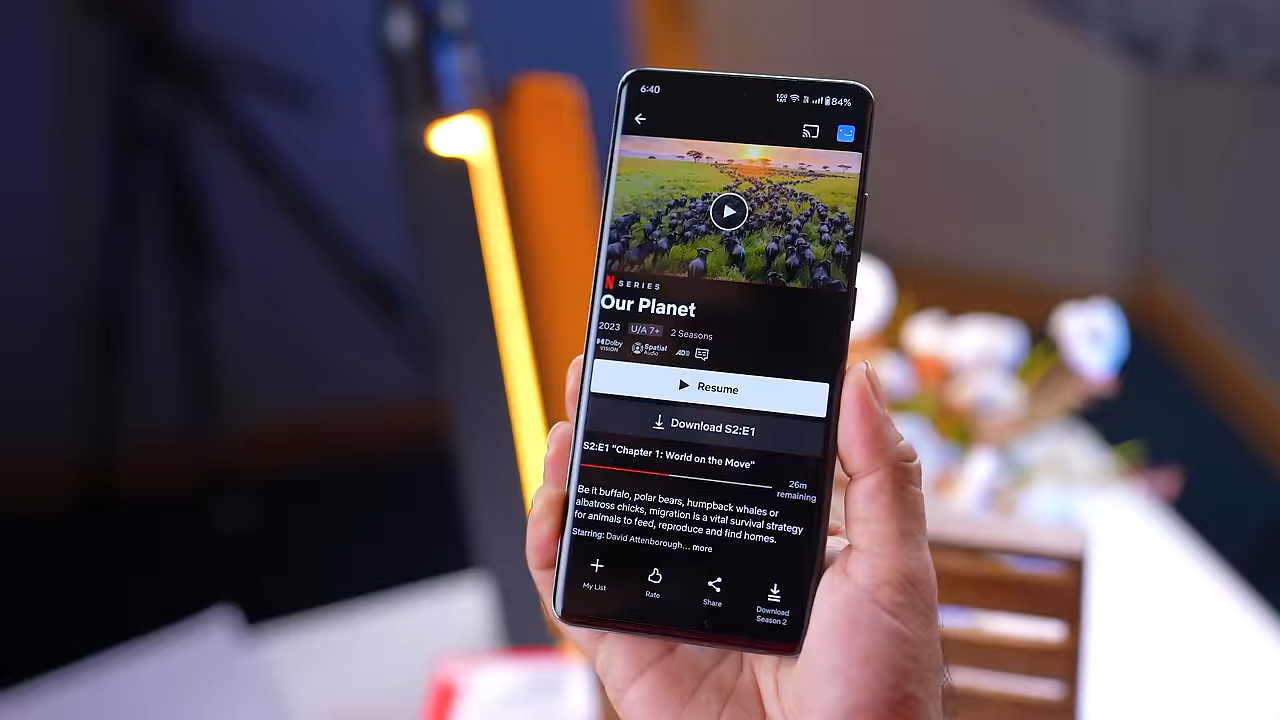 6:40
84%
N SERIES
Our Planet
2023 U/A 7+ 2 Seasons
Dolby VISION Spatial Audio AD
Resume
Download S2:E1
S2:E1 "Chapter 1: World on the Move"
26m remaining
Be it buffalo, polar bears, humpback whales or
albatross chicks, migration is a vital survival strategy
for animals to feed, reproduce and find homes.
Starring: David Attenborough... more
My List Rate Share Download Season 2